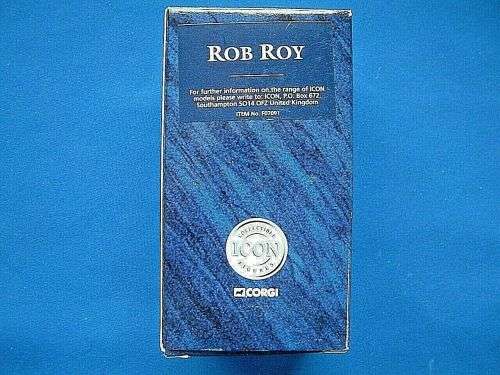 ROB ROY
For further information on the range of ICON
models please write to: ICON, P.O. Box 672,
Southampton SO14 OFZ United Kingdom
ITEM No. F07091
COLLECTIBLE
ICON
FIGURES
CORGI